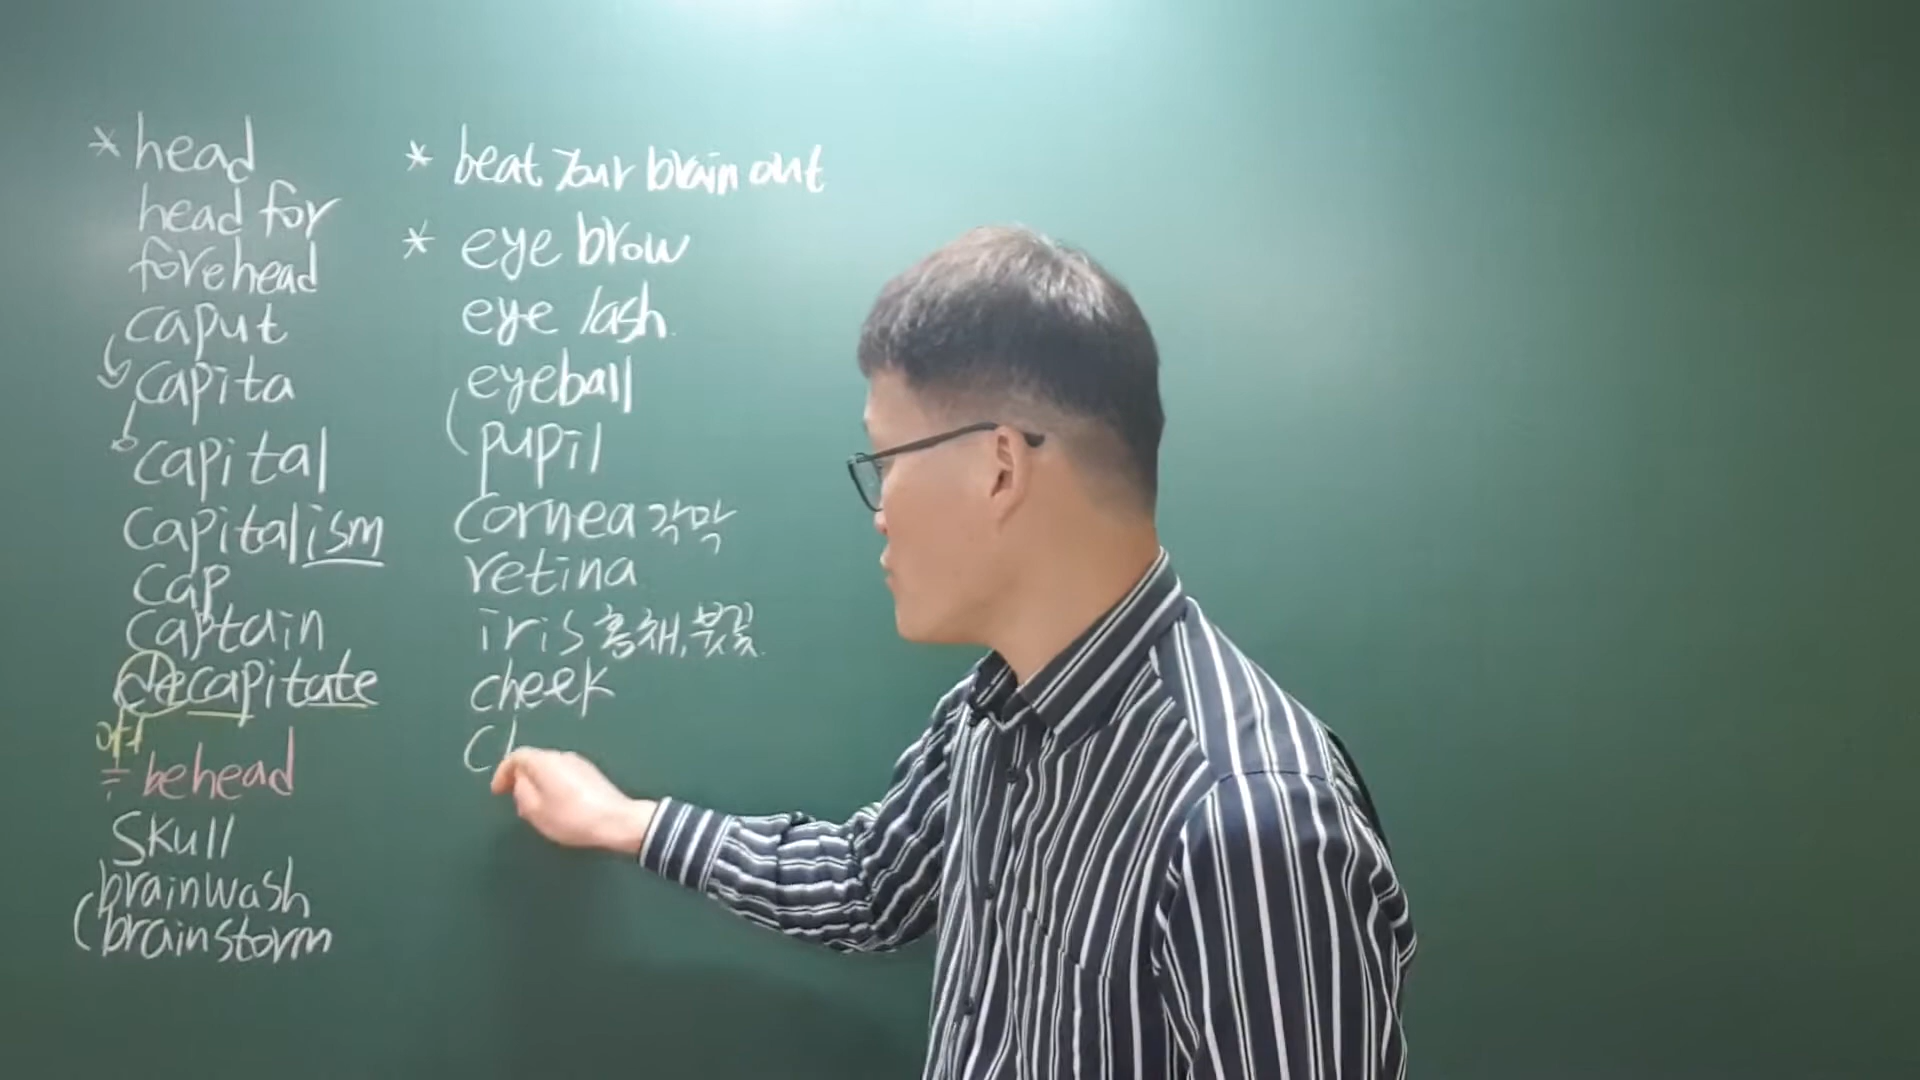 * head
head for
forehead
caput
capita
capital
capitalism
cap
captain
decapitate
off
= behead
skull
brainwash
brainstorm
* beat your brain out
* eye brow
eye lash
eyeball
pupil
cornea 각막
retina
iris 홍채, 붓꽃
cheek
ch